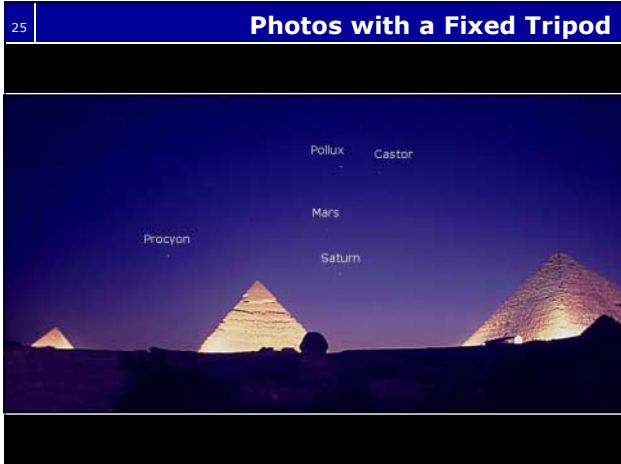 25
Photos with a Fixed Tripod
Pollux
Castor
Mars
Procyon
Saturn